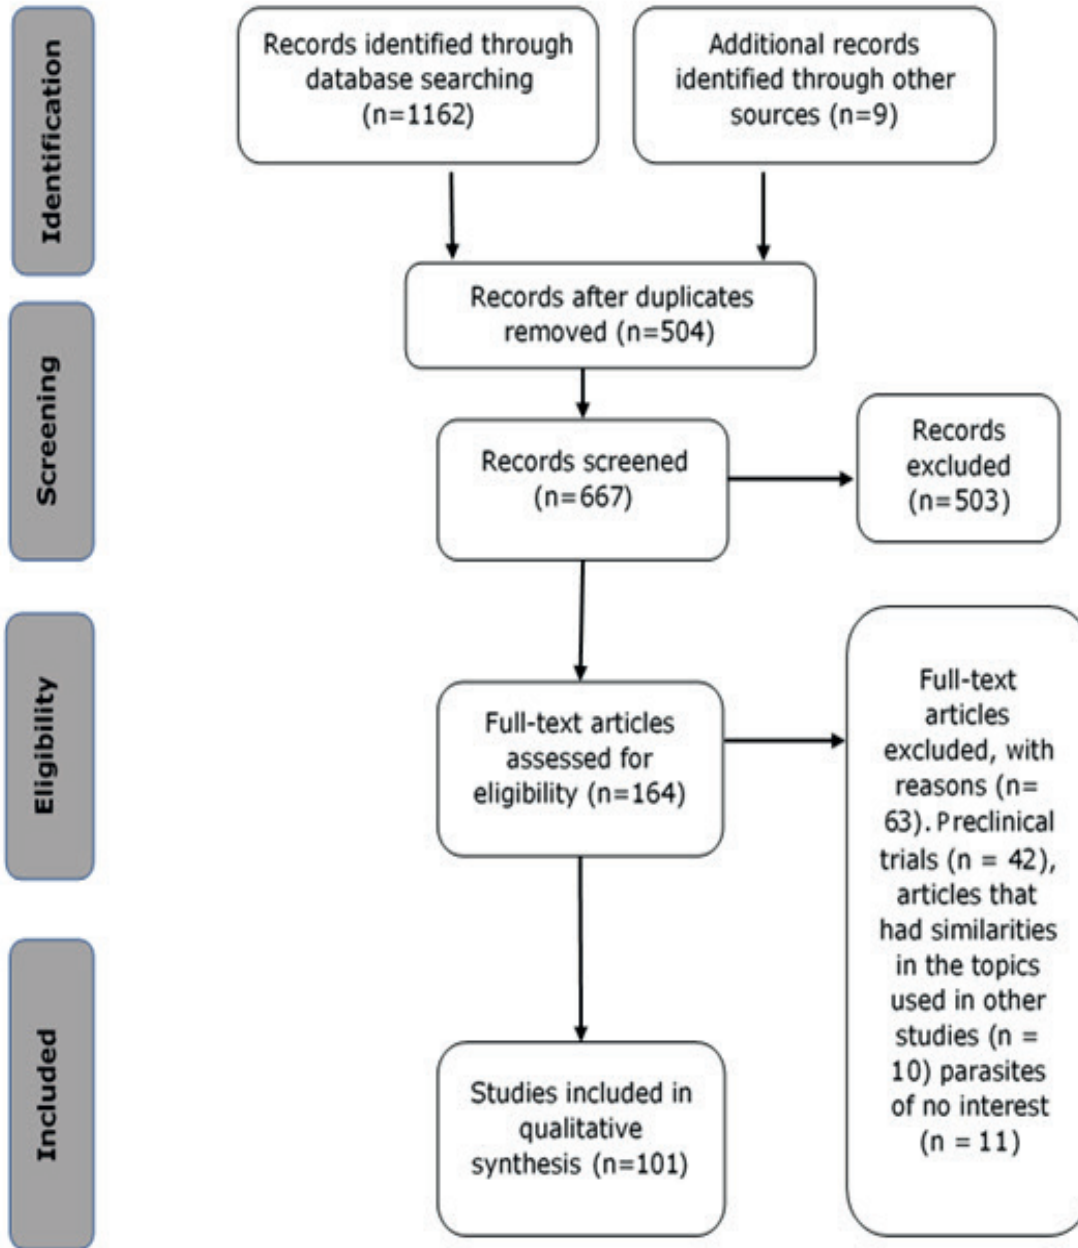 Identification
Records identified through
database searching
(n=1162)
Additional records
identified through other
sources (n=9)
Records after duplicates
removed (n=504)
Screening
Records screened
(n=667)
Records
excluded
(n=503)
Eligibility
Full-text articles
assessed for
eligibility (n=164)
Full-text
articles
excluded, with
reasons (n=
63). Preclinical
trials (n = 42),
articles that
had similarities
in the topics
used in other
studies (n =
10) parasites
of no interest
(n = 11)
Included
Studies included in
qualitative
synthesis (n=101)